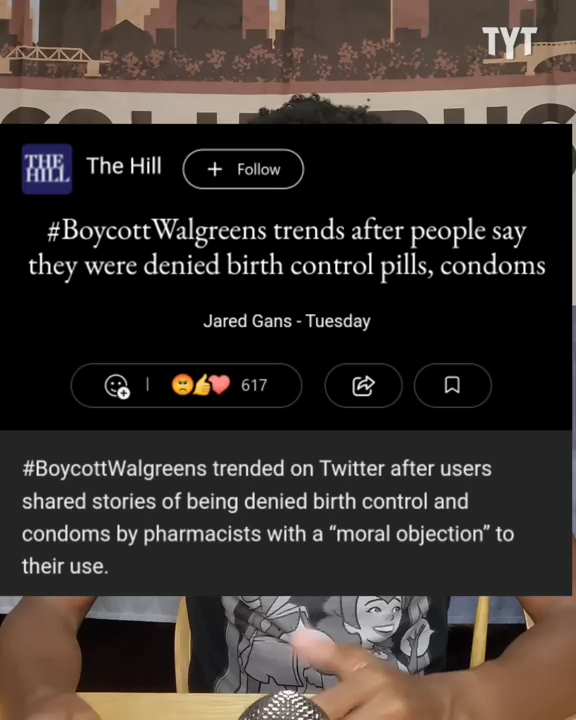 TYT
THE
HILL
The Hill
+ Follow
#BoycottWalgreens trends after people say
they were denied birth control pills, condoms
Jared Gans - Tuesday
617
#BoycottWalgreens trended on Twitter after users
shared stories of being denied birth control and
condoms by pharmacists with a “moral objection” to
their use.